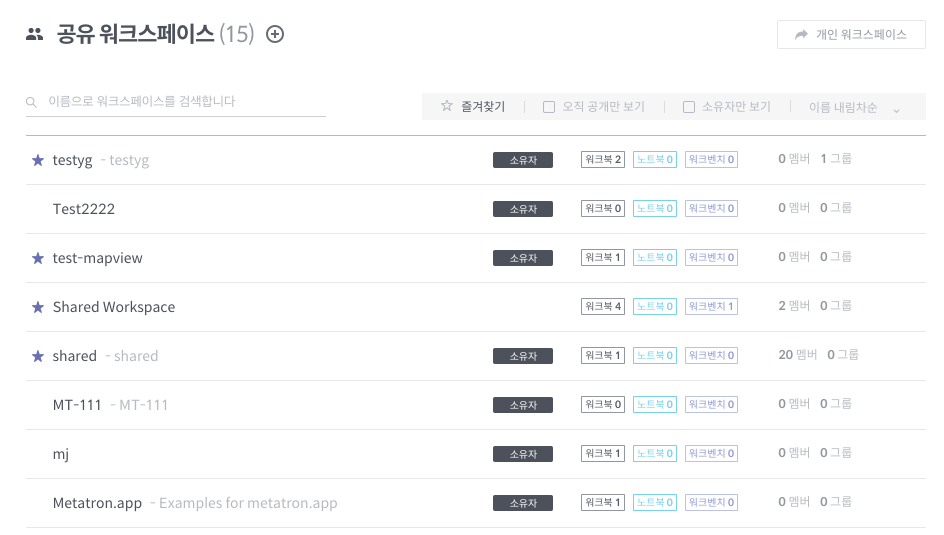 공유 워크스페이스 (15)
개인 워크스페이스
이름으로 워크스페이스를 검색합니다
즐겨찾기 오직 공개만 보기 소유자만 보기 이름 내림차순
testyg - testyg 소유자 워크북 2 노트북 0 워크벤치 0 0 멤버 1 그룹
Test2222 소유자 워크북 0 노트북 0 워크벤치 0 0 멤버 0 그룹
test-mapview 소유자 워크북 1 노트북 0 워크벤치 0 0 멤버 0 그룹
Shared Workspace 워크북 4 노트북 0 워크벤치 1 2 멤버 0 그룹
shared - shared 소유자 워크북 1 노트북 0 워크벤치 0 20 멤버 0 그룹
MT-111 - MT-111 소유자 워크북 0 노트북 0 워크벤치 0 0 멤버 0 그룹
mj 소유자 워크북 1 노트북 0 워크벤치 0 0 멤버 0 그룹
Metatron.app - Examples for metatron.app 소유자 워크북 1 노트북 0 워크벤치 0 0 멤버 0 그룹